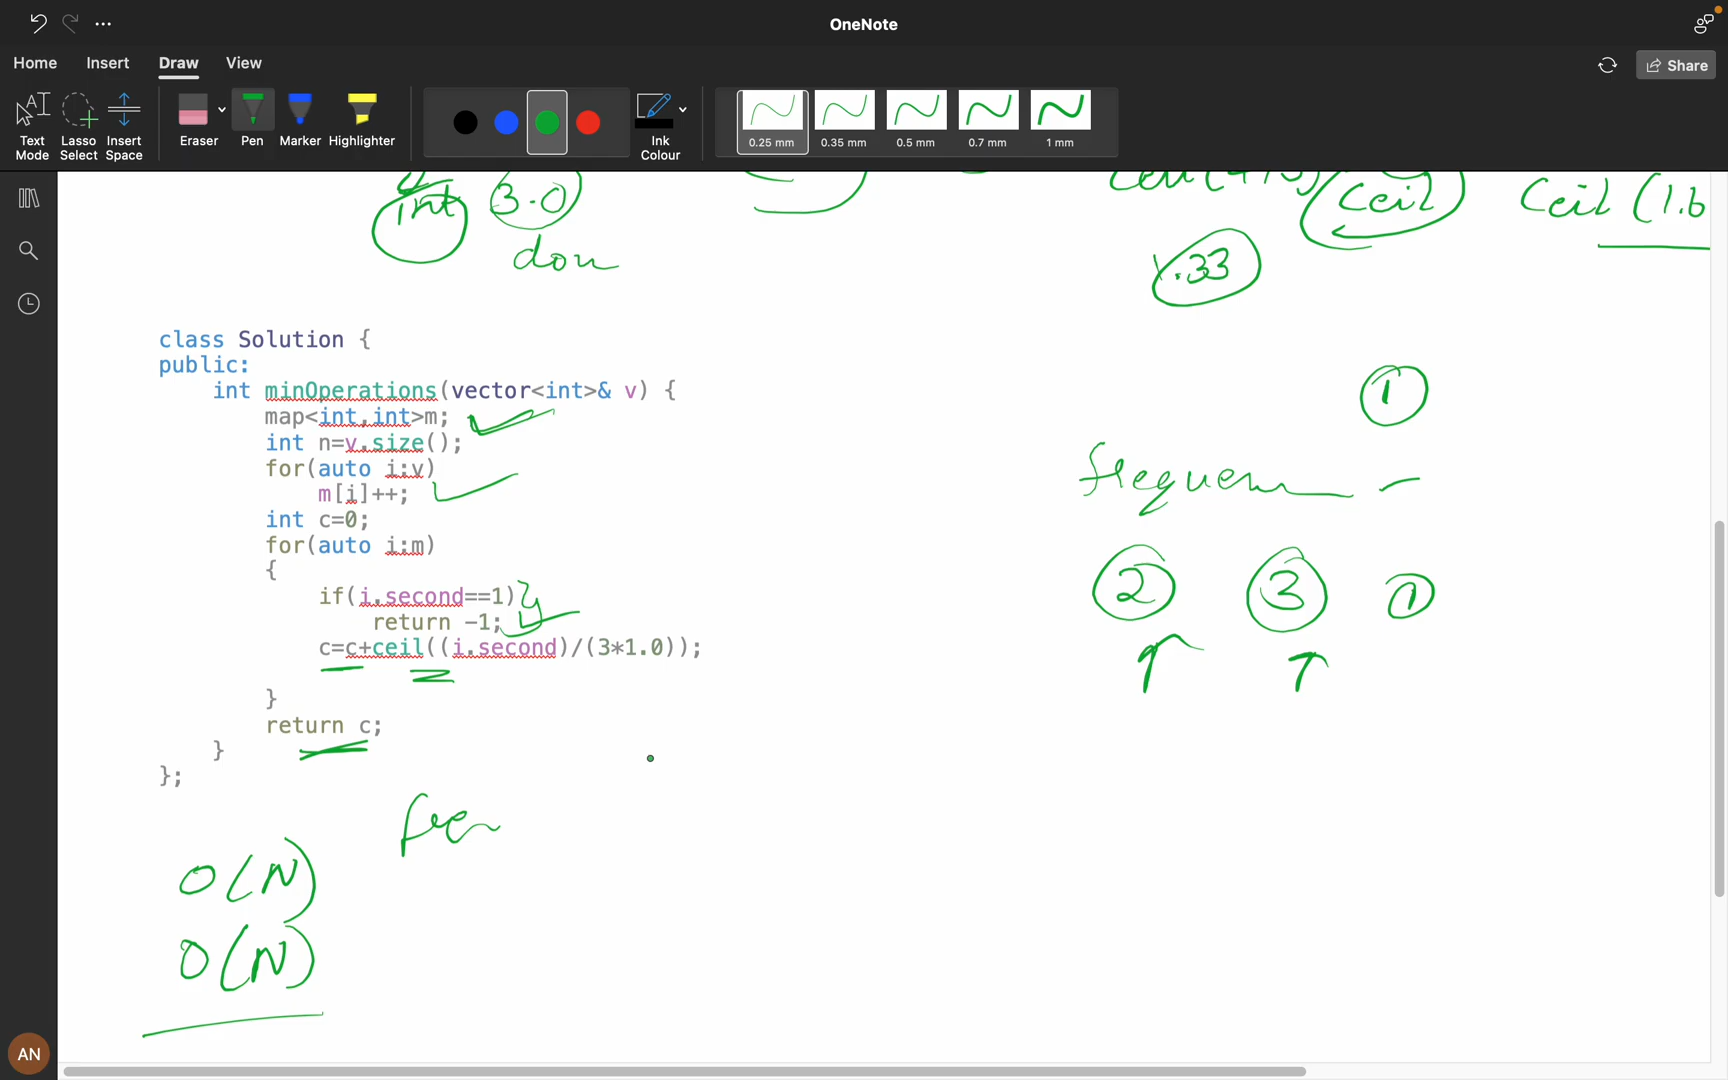 OneNote
Home Insert Draw View
Share
Text Mode
Lasso Select
Insert Space
Eraser
Pen
Marker
Highlighter
Ink Colour
0.25 mm
0.35 mm
0.5 mm
0.7 mm
1 mm
int 3.0
Ceil
Ceil (1.6
don
.33
class Solution {
public:
int minOperations(vector<int>& v) {
map<int,int>m;
int n=v.size();
for(auto i:v)
m[i]++;
int c=0;
for(auto i:m)
{
if(i.second==1)
return -1;
c=c+ceil((i.second)/(3*1.0));
}
return c;
}
};
1
2 3 1
O(N)
O(N)
AN